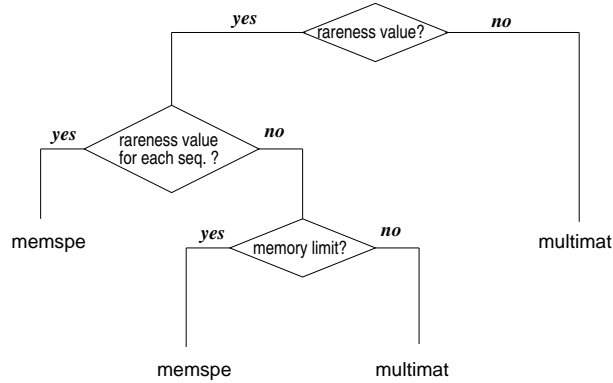 yes
rareness value?
no
yes
rareness value
for each seq. ?
no
memspe
yes
memory limit?
no
multimat
memspe
multimat